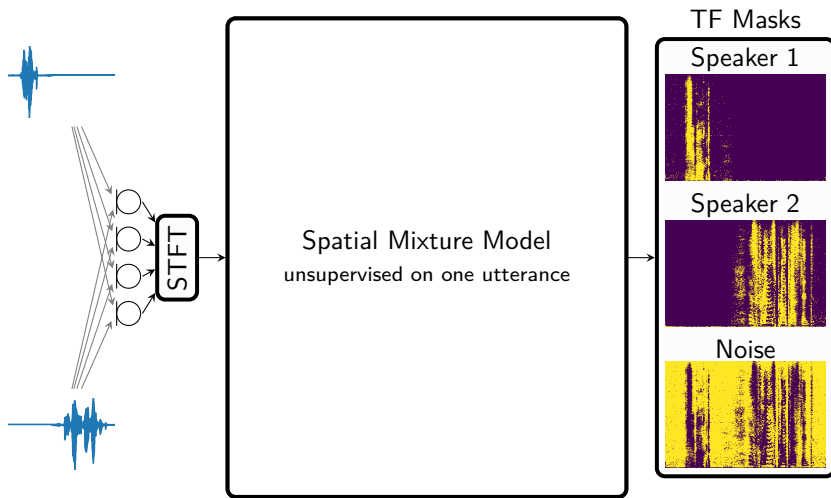 TF Masks
Speaker 1
STFT
Spatial Mixture Model
unsupervised on one utterance
Speaker 2
Noise